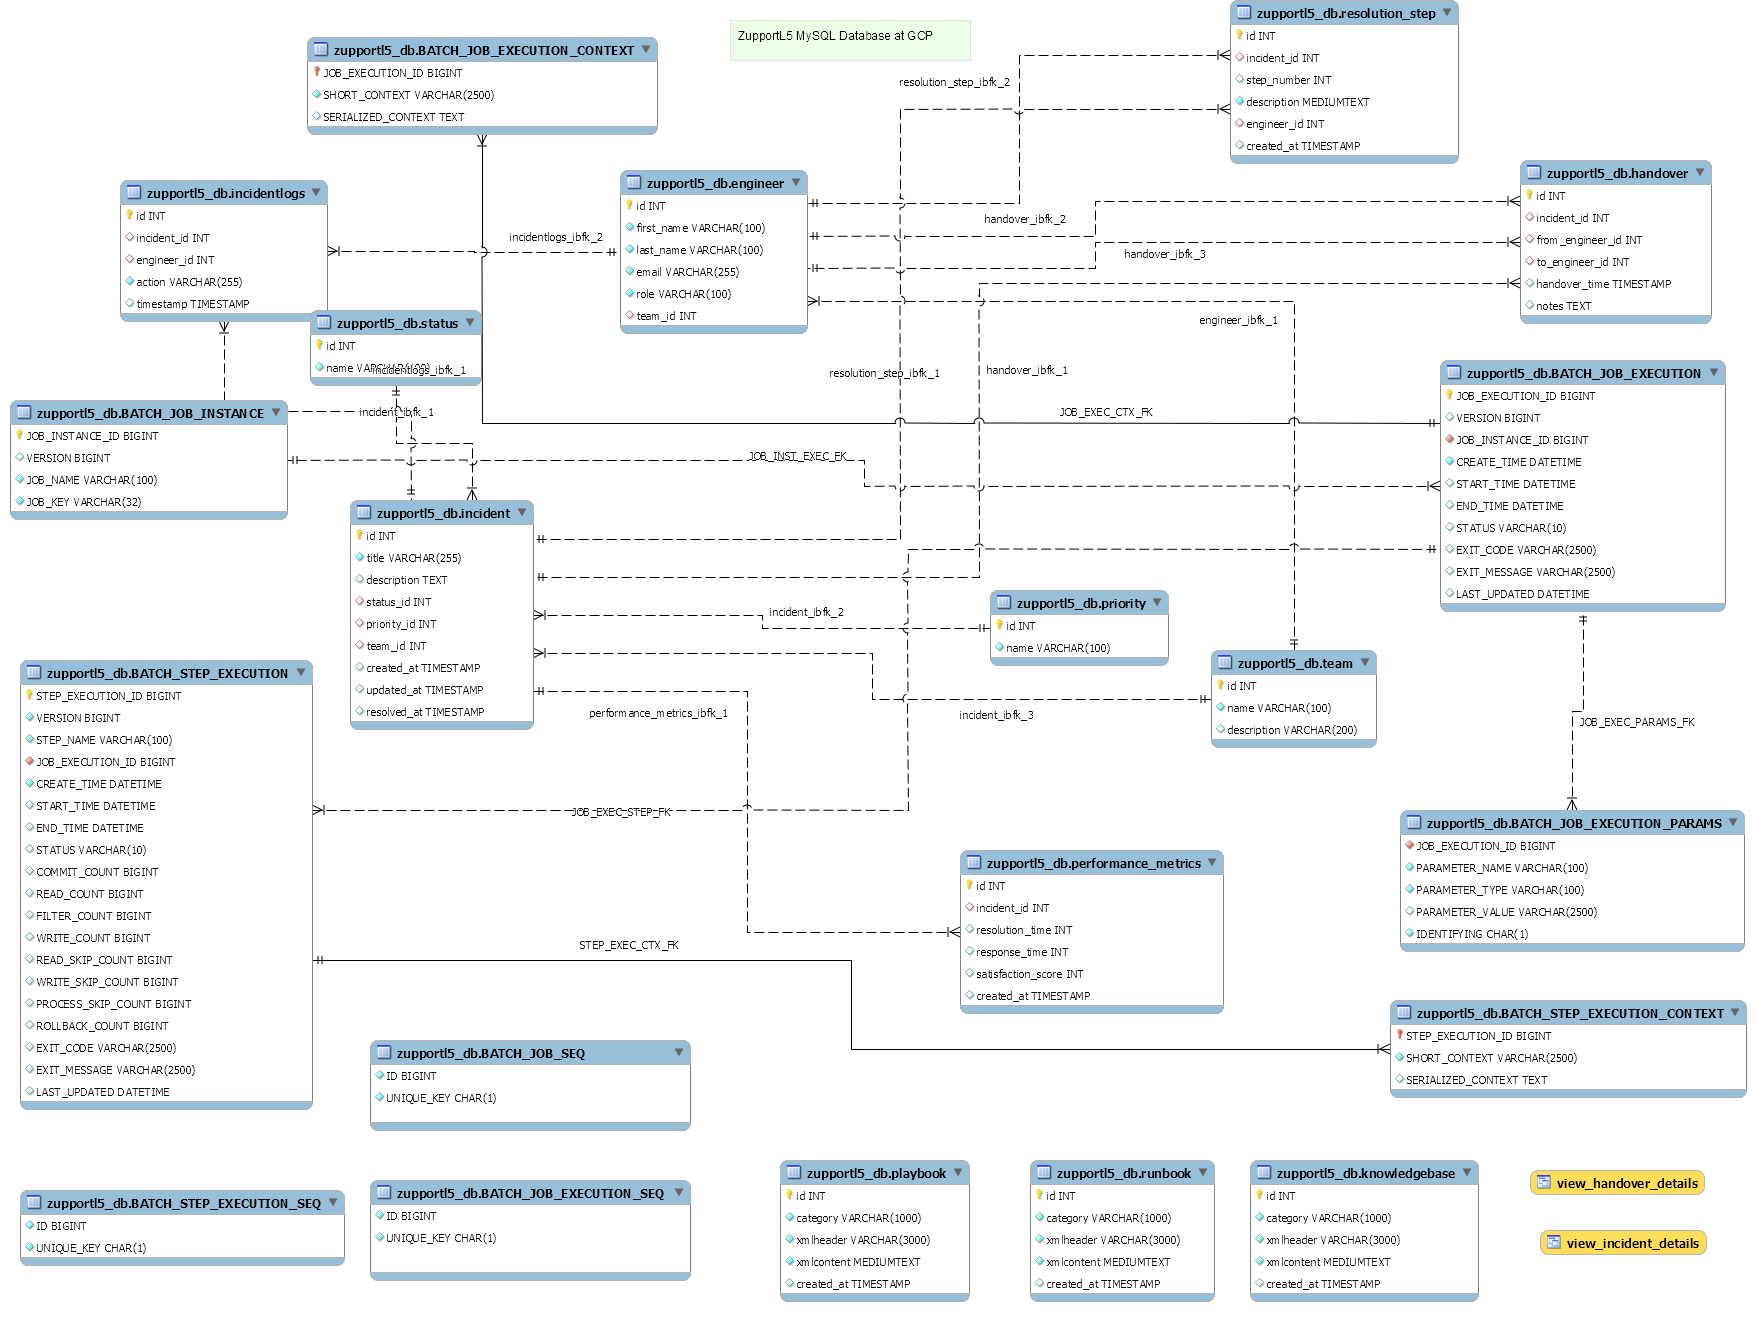 ZupportL5 MySQL Database at GCP
zupportl5_db.BATCH_JOB_EXECUTION_CONTEXT
JOB_EXECUTION_ID BIGINT
SHORT_CONTEXT VARCHAR(2500)
SERIALIZED_CONTEXT TEXT
zupportl5_db.resolution_step
id INT
incident_id INT
step_number INT
description MEDIUMTEXT
engineer_id INT
created_at TIMESTAMP
resolution_step_ibfk_2
zupportl5_db.incidentlogs
id INT
incident_id INT
engineer_id INT
action VARCHAR(255)
timestamp TIMESTAMP
incidentlogs_ibfk_2
zupportl5_db.engineer
id INT
first_name VARCHAR(100)
last_name VARCHAR(100)
email VARCHAR(255)
role VARCHAR(100)
team_id INT
handover_ibfk_2
handover_ibfk_3
zupportl5_db.handover
id INT
incident_id INT
from_engineer_id INT
to_engineer_id INT
handover_time TIMESTAMP
notes TEXT
engineer_ibfk_1
zupportl5_db.status
id INT
name VARCHAR(100)
incidentlogs_ibfk_1
resolution_step_ibfk_1
handover_ibfk_1
zupportl5_db.BATCH_JOB_INSTANCE
JOB_INSTANCE_ID BIGINT
VERSION BIGINT
JOB_NAME VARCHAR(100)
JOB_KEY VARCHAR(32)
incident_ibfk_1
JOB_EXEC_CTX_FK
JOB_INST_EXEC_FK
zupportl5_db.BATCH_JOB_EXECUTION
JOB_EXECUTION_ID BIGINT
VERSION BIGINT
JOB_INSTANCE_ID BIGINT
CREATE_TIME DATETIME
START_TIME DATETIME
END_TIME DATETIME
STATUS VARCHAR(10)
EXIT_CODE VARCHAR(2500)
EXIT_MESSAGE VARCHAR(2500)
LAST_UPDATED DATETIME
zupportl5_db.incident
id INT
title VARCHAR(255)
description TEXT
status_id INT
priority_id INT
team_id INT
created_at TIMESTAMP
updated_at TIMESTAMP
resolved_at TIMESTAMP
incident_ibfk_2
zupportl5_db.priority
id INT
name VARCHAR(100)
zupportl5_db.team
id INT
name VARCHAR(100)
description VARCHAR(200)
performance_metrics_ibfk_1
incident_ibfk_3
JOB_EXEC_PARAMS_FK
zupportl5_db.BATCH_STEP_EXECUTION
STEP_EXECUTION_ID BIGINT
VERSION BIGINT
STEP_NAME VARCHAR(100)
JOB_EXECUTION_ID BIGINT
CREATE_TIME DATETIME
START_TIME DATETIME
END_TIME DATETIME
STATUS VARCHAR(10)
COMMIT_COUNT BIGINT
READ_COUNT BIGINT
FILTER_COUNT BIGINT
WRITE_COUNT BIGINT
READ_SKIP_COUNT BIGINT
WRITE_SKIP_COUNT BIGINT
PROCESS_SKIP_COUNT BIGINT
ROLLBACK_COUNT BIGINT
EXIT_CODE VARCHAR(2500)
EXIT_MESSAGE VARCHAR(2500)
LAST_UPDATED DATETIME
JOB_EXEC_STEP_FK
STEP_EXEC_CTX_FK
zupportl5_db.performance_metrics
id INT
incident_id INT
resolution_time INT
response_time INT
satisfaction_score INT
created_at TIMESTAMP
zupportl5_db.BATCH_JOB_EXECUTION_PARAMS
JOB_EXECUTION_ID BIGINT
PARAMETER_NAME VARCHAR(100)
PARAMETER_TYPE VARCHAR(100)
PARAMETER_VALUE VARCHAR(2500)
IDENTIFYING CHAR(1)
zupportl5_db.BATCH_STEP_EXECUTION_CONTEXT
STEP_EXECUTION_ID BIGINT
SHORT_CONTEXT VARCHAR(2500)
SERIALIZED_CONTEXT TEXT
zupportl5_db.BATCH_JOB_SEQ
ID BIGINT
UNIQUE_KEY CHAR(1)
zupportl5_db.BATCH_STEP_EXECUTION_SEQ
ID BIGINT
UNIQUE_KEY CHAR(1)
zupportl5_db.BATCH_JOB_EXECUTION_SEQ
ID BIGINT
UNIQUE_KEY CHAR(1)
zupportl5_db.playbook
id INT
category VARCHAR(1000)
xmlheader VARCHAR(3000)
xmlcontent MEDIUMTEXT
created_at TIMESTAMP
zupportl5_db.runbook
id INT
category VARCHAR(1000)
xmlheader VARCHAR(3000)
xmlcontent MEDIUMTEXT
created_at TIMESTAMP
zupportl5_db.knowledgebase
id INT
category VARCHAR(1000)
xmlheader VARCHAR(3000)
xmlcontent MEDIUMTEXT
created_at TIMESTAMP
view_handover_details
view_incident_details